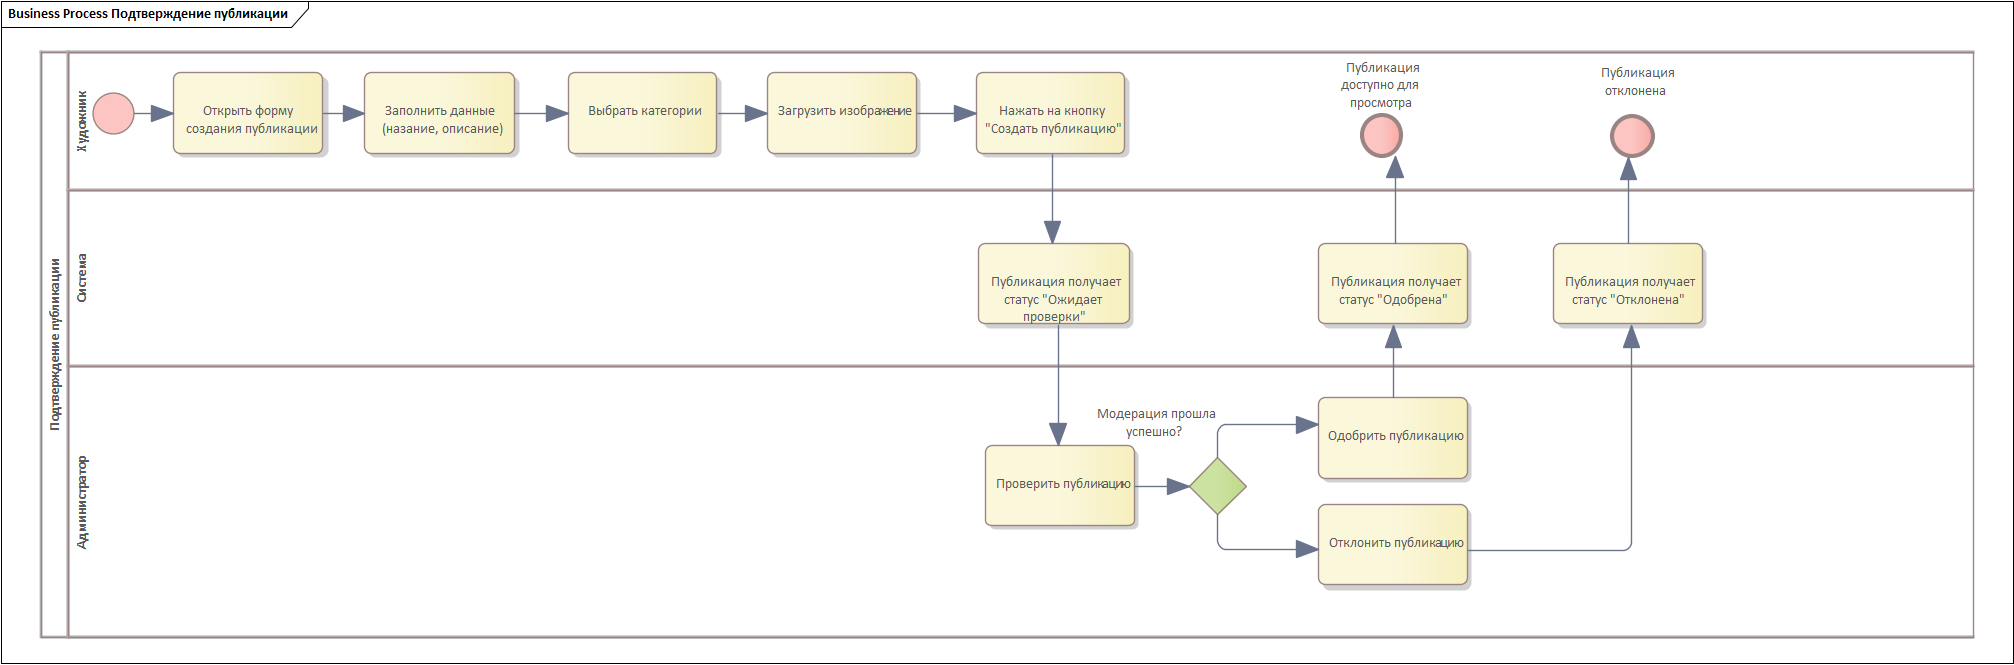 Business Process Подтверждение публикации
Подтверждение публикации
Художник
Открыть форму
создания публикации
Заполнить данные
(назание, описание)
Выбрать категории
Загрузить изображение
Нажать на кнопку
"Создать публикацию"
Публикация
доступно для
просмотра
Публикация
отклонена
Система
Публикация получает
статус "Ожидает
проверки"
Публикация получает
статус "Одобрена"
Публикация получает
статус "Отклонена"
Администратор
Проверить публикацию
Модерация прошла
успешно?
Одобрить публикацию
Отклонить публикацию